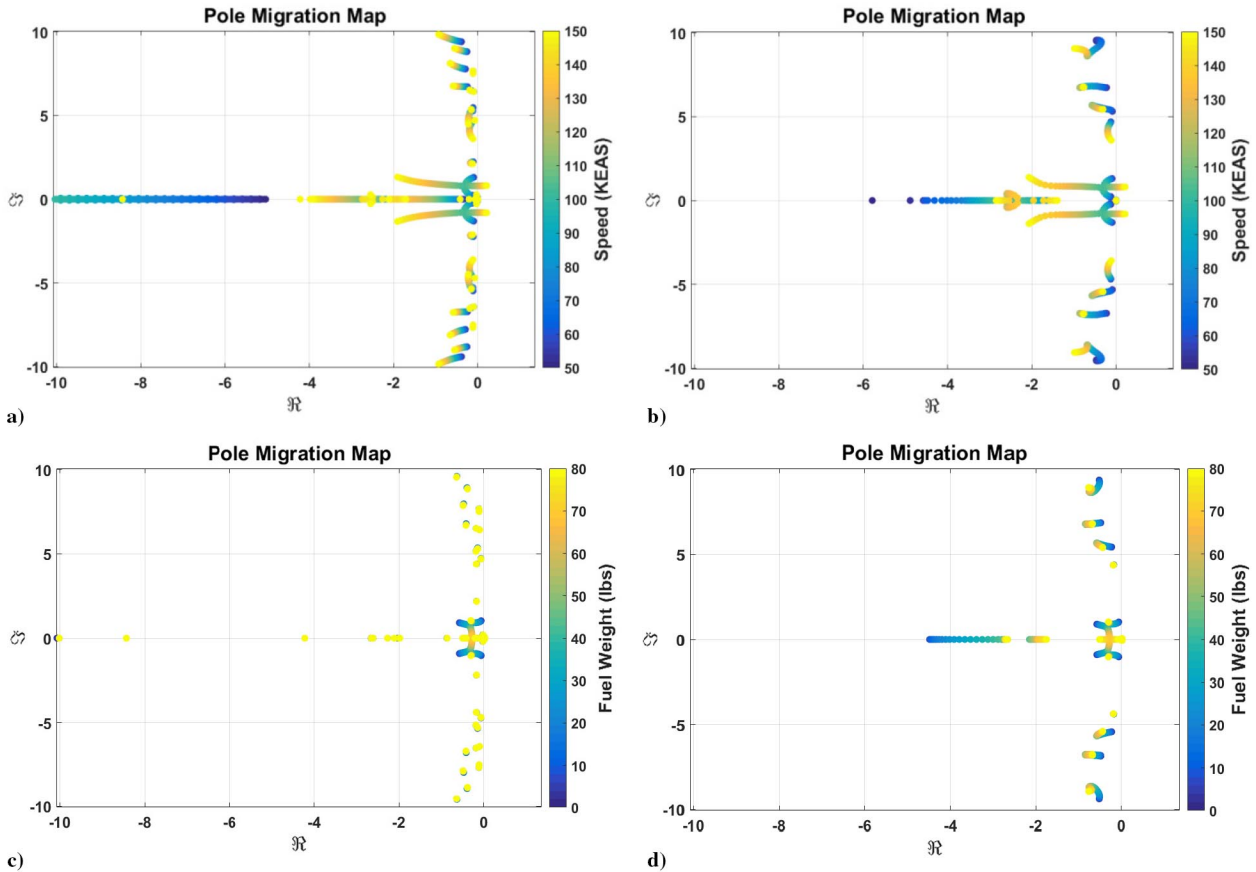 Pole Migration Map
10
5
0
-5
-10
ℑ
-10 -8 -6 -4 -2 0
ℜ
150
140
130
120
110
100
90
80
70
60
50
Speed (KEAS)
a)
Pole Migration Map
10
5
0
-5
-10
ℑ
-10 -8 -6 -4 -2 0
ℜ
150
140
130
120
110
100
90
80
70
60
50
Speed (KEAS)
b)
Pole Migration Map
10
5
0
-5
-10
ℑ
-10 -8 -6 -4 -2 0
ℜ
80
70
60
50
40
30
20
10
0
Fuel Weight (lbs)
c)
Pole Migration Map
10
5
0
-5
-10
ℑ
-10 -8 -6 -4 -2 0
ℜ
80
70
60
50
40
30
20
10
0
Fuel Weight (lbs)
d)